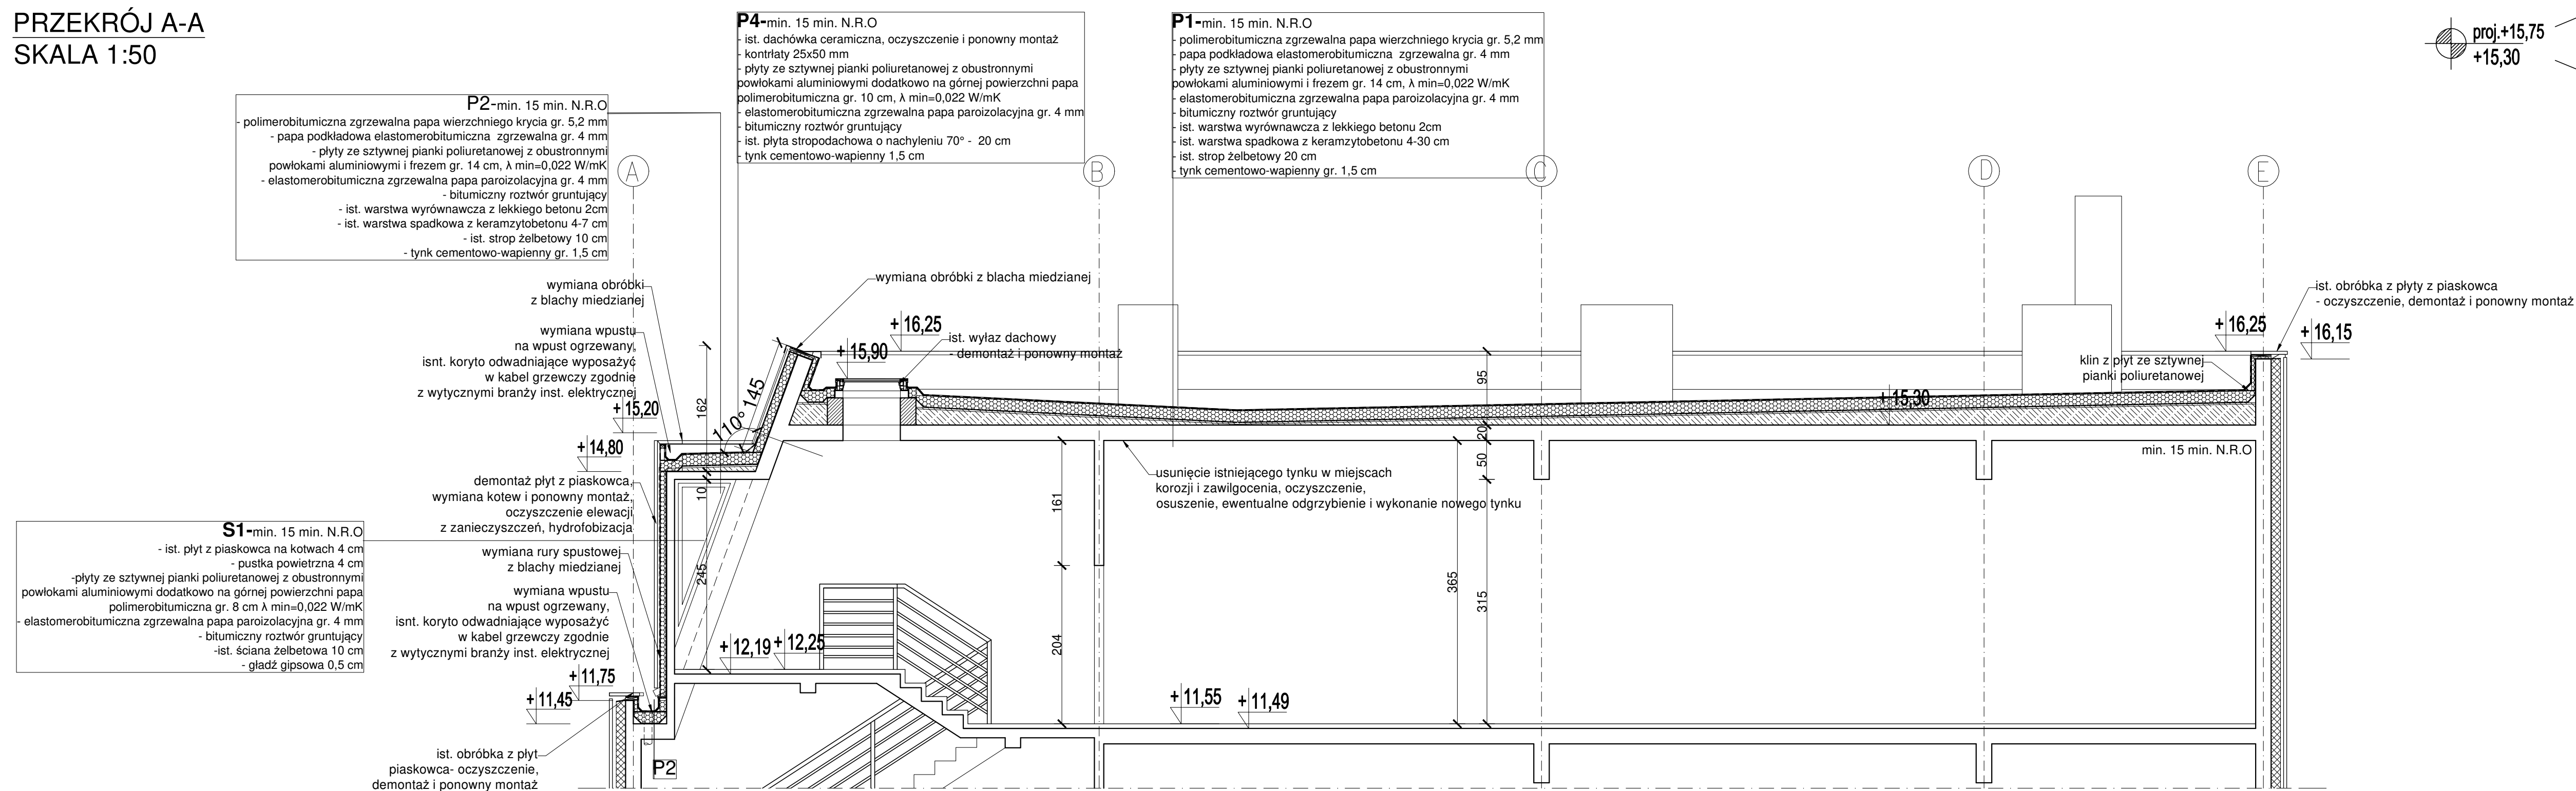 PRZEKRÓJ A-A
SKALA 1:50
P2-min. 15 min. N.R.O
- polimerobitumiczna zgrzewalna papa wierzchniego krycia gr. 5,2 mm
- papa podkładowa elastomerobitumiczna zgrzewalna gr. 4 mm
- płyty ze sztywnej pianki poliuretanowej z obustronnymi
powłokami aluminiowymi i frezem gr. 14 cm, λ min=0,022 W/mK
- elastomerobitumiczna zgrzewalna papa paroizolacyjna gr. 4 mm
- bitumiczny roztwór gruntujący
- ist. warstwa wyrównawcza z lekkiego betonu 2cm
- ist. warstwa spadkowa z keramzytobetonu 4-7 cm
- ist. strop żelbetowy 10 cm
- tynk cementowo-wapienny gr. 1,5 cm
P4-min. 15 min. N.R.O
- ist. dachówka ceramiczna, oczyszczenie i ponowny montaż
- kontrłaty 25x50 mm
- płyty ze sztywnej pianki poliuretanowej z obustronnymi
powłokami aluminiowymi dodatkowo na górnej powierzchni papa
polimerobitumiczna gr. 10 cm, λ min=0,022 W/mK
- elastomerobitumiczna zgrzewalna papa paroizolacyjna gr. 4 mm
- bitumiczny roztwór gruntujący
- ist. płyta stropodachowa o nachyleniu 70° - 20 cm
- tynk cementowo-wapienny 1,5 cm
P1-min. 15 min. N.R.O
- polimerobitumiczna zgrzewalna papa wierzchniego krycia gr. 5,2 mm
- papa podkładowa elastomerobitumiczna zgrzewalna gr. 4 mm
- płyty ze sztywnej pianki poliuretanowej z obustronnymi
powłokami aluminiowymi i frezem gr. 14 cm, λ min=0,022 W/mK
- elastomerobitumiczna zgrzewalna papa paroizolacyjna gr. 4 mm
- bitumiczny roztwór gruntujący
- ist. warstwa wyrównawcza z lekkiego betonu 2cm
- ist. warstwa spadkowa z keramzytobetonu 4-30 cm
- ist. strop żelbetowy 20 cm
- tynk cementowo-wapienny gr. 1,5 cm
proj.+15,75
+15,30
A
B
C
D
E
wymiana obróbki
z blachy miedzianej
wymiana wpustu
na wpust ogrzewany,
isnt. koryto odwadniające wyposażyć
w kabel grzewczy zgodnie
z wytycznymi branży inst. elektrycznej
+15,20
+14,80
demontaż płyt z piaskowca,
wymiana kotew i ponowny montaż,
oczyszczenie elewacji
z zanieczyszczeń, hydrofobizacja
S1-min. 15 min. N.R.O
- ist. płyt z piaskowca na kotwach 4 cm
- pustka powietrzna 4 cm
-płyty ze sztywnej pianki poliuretanowej z obustronnymi
powłokami aluminiowymi dodatkowo na górnej powierzchni papa
polimerobitumiczna gr. 8 cm λ min=0,022 W/mK
- elastomerobitumiczna zgrzewalna papa paroizolacyjna gr. 4 mm
- bitumiczny roztwór gruntujący
-ist. ściana żelbetowa 10 cm
- gładź gipsowa 0,5 cm
wymiana rury spustowej
z blachy miedzianej
wymiana wpustu
na wpust ogrzewany,
isnt. koryto odwadniające wyposażyć
w kabel grzewczy zgodnie
z wytycznymi branży inst. elektrycznej
+11,75
+11,45
ist. obróbka z płyt
piaskowca- oczyszczenie,
demontaż i ponowny montaż
P2
wymiana obróbki z blacha miedzianej
+16,25
+15,90
ist. wyłaz dachowy
- demontaż i ponowny montaż
162
110°
145
10
245
+12,19
+12,25
161
204
usunięcie istniejącego tynku w miejscach
korozji i zawilgocenia, oczyszczenie,
osuszenie, ewentualne odgrzybienie i wykonanie nowego tynku
+11,55
+11,49
95
20
50
365
315
+15,30
klin z płyt ze sztywnej
pianki poliuretanowej
+16,25
+16,15
ist. obróbka z płyty z piaskowca
- oczyszczenie, demontaż i ponowny montaż
min. 15 min. N.R.O